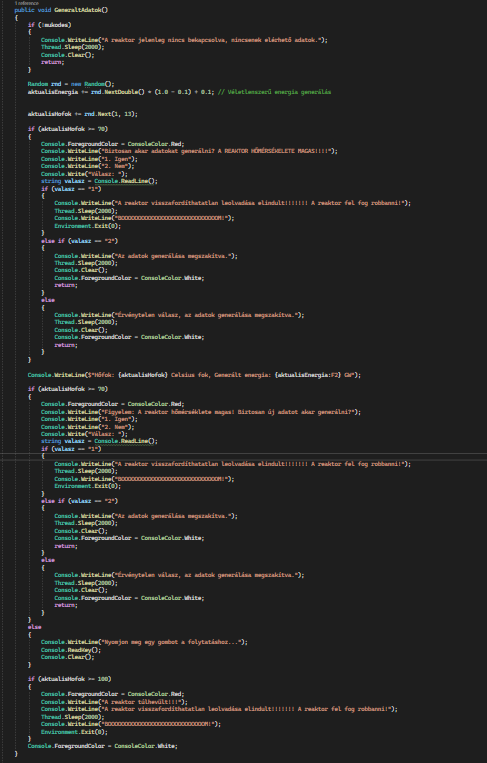 1 reference
public void GeneraltAdatok()
{
if (!mukodes)
{
Console.WriteLine("A reaktor jelenleg nincs bekapcsolva, nincsenek elérhető adatok.");
Thread.Sleep(2000);
Console.Clear();
return;
}
Random rnd = new Random();
aktualisEnergia += rnd.NextDouble() * (1.0 - 0.1) + 0.1; // Véletlenszerű energia generálás
aktualisHofok += rnd.Next(1, 13);
if (aktualisHofok >= 70)
{
Console.ForegroundColor = ConsoleColor.Red;
Console.WriteLine("Biztosan akar adatokat generálni? A REAKTOR HŐMÉRSÉKELETE MAGAS!!!!");
Console.WriteLine("1. Igen");
Console.WriteLine("2. Nem");
Console.Write("Válasz: ");
string valasz = Console.ReadLine();
if (valasz == "1")
{
Console.WriteLine("A reaktor visszafordíthatatlan leolvadása elindult!!!!!!! A reaktor fel fog robbanni!");
Thread.Sleep(2000);
Console.WriteLine("BOOOOOOOOOOOOOOOOOOOOOOOOOOOOOM!");
Environment.Exit(0);
}
else if (valasz == "2")
{
Console.WriteLine("Az adatok generálása megszakítva.");
Thread.Sleep(2000);
Console.Clear();
Console.ForegroundColor = ConsoleColor.White;
return;
}
else
{
Console.WriteLine("Érvénytelen válasz, az adatok generálása megszakítva.");
Thread.Sleep(2000);
Console.Clear();
Console.ForegroundColor = ConsoleColor.White;
return;
}
}
Console.WriteLine($"Hőfok: {aktualisHofok} Celsius fok, Generált energia: {aktualisEnergia:F2} GW");
if (aktualisHofok >= 70)
{
Console.ForegroundColor = ConsoleColor.Red;
Console.WriteLine("Figyelem: A reaktor hőmérséklete magas! Biztosan új adatot akar generálni?");
Console.WriteLine("1. Igen");
Console.WriteLine("2. Nem");
Console.Write("Válasz: ");
string valasz = Console.ReadLine();
if (valasz == "1")
{
Console.WriteLine("A reaktor visszafordíthatatlan leolvadása elindult!!!!!!! A reaktor fel fog robbanni!");
Thread.Sleep(2000);
Console.WriteLine("BOOOOOOOOOOOOOOOOOOOOOOOOOOOOOM!");
Environment.Exit(0);
}
else if (valasz == "2")
{
Console.WriteLine("Az adatok generálása megszakítva.");
Thread.Sleep(2000);
Console.Clear();
Console.ForegroundColor = ConsoleColor.White;
return;
}
else
{
Console.WriteLine("Érvénytelen válasz, az adatok generálása megszakítva.");
Thread.Sleep(2000);
Console.Clear();
Console.ForegroundColor = ConsoleColor.White;
return;
}
}
else
{
Console.WriteLine("Nyomjon meg egy gombot a folytatáshoz...");
Console.ReadKey();
Console.Clear();
}
if (aktualisHofok >= 100)
{
Console.ForegroundColor = ConsoleColor.Red;
Console.WriteLine("A reaktor túlhevült!!!");
Console.WriteLine("A reaktor visszafordíthatatlan leolvadása elindult!!!!!!! A reaktor fel fog robbanni!");
Thread.Sleep(2000);
Console.WriteLine("BOOOOOOOOOOOOOOOOOOOOOOOOOOOOOM!");
Environment.Exit(0);
}
Console.ForegroundColor = ConsoleColor.White;
}